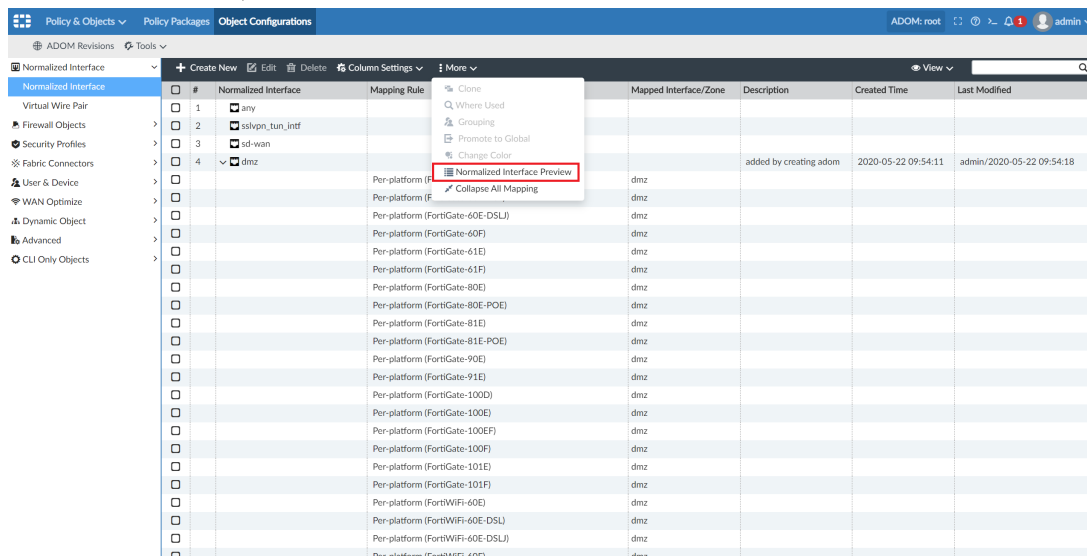 Policy & Objects Policy Packages Object Configurations ADOM: root 1 admin
ADOM Revisions Tools
Normalized Interface Create New Edit Delete Column Settings More View
Normalized Interface # Normalized Interface Mapping Rule Clone Mapped Interface/Zone Description Created Time Last Modified
Virtual Wire Pair 1 any Where Used
Firewall Objects 2 sslvpn_tun_intf Grouping
Security Profiles 3 sd-wan Promote to Global
Change Color
Fabric Connectors 4 dmz added by creating adom 2020-05-22 09:54:11 admin/2020-05-22 09:54:18
User & Device Per-platform (F Normalized Interface Preview dmz
WAN Optimize Per-platform (F Collapse All Mapping dmz
Dynamic Object Per-platform (FortiGate-60E-DSLJ) dmz
Advanced Per-platform (FortiGate-60F) dmz
CLI Only Objects Per-platform (FortiGate-61E) dmz
Per-platform (FortiGate-61F) dmz
Per-platform (FortiGate-80E) dmz
Per-platform (FortiGate-80E-POE) dmz
Per-platform (FortiGate-81E) dmz
Per-platform (FortiGate-81E-POE) dmz
Per-platform (FortiGate-90E) dmz
Per-platform (FortiGate-91E) dmz
Per-platform (FortiGate-100D) dmz
Per-platform (FortiGate-100E) dmz
Per-platform (FortiGate-100EF) dmz
Per-platform (FortiGate-100F) dmz
Per-platform (FortiGate-101E) dmz
Per-platform (FortiGate-101F) dmz
Per-platform (FortiWiFi-60E) dmz
Per-platform (FortiWiFi-60E-DSL) dmz
Per-platform (FortiWiFi-60E-DSLJ) dmz